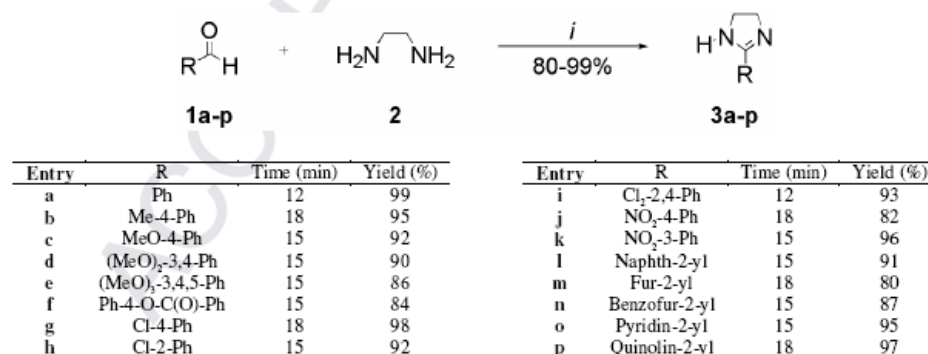 O
R H
+
H2N NH2
i
80-99%
H N N
R
1a-p 2 3a-p
Entry R Time (min) Yield (%)
a Ph 12 99
b Me-4-Ph 18 95
c MeO-4-Ph 15 92
d (MeO)2-3,4-Ph 15 90
e (MeO)3-3,4,5-Ph 15 86
f Ph-4-O-C(O)-Ph 15 84
g Cl-4-Ph 18 98
h Cl-2-Ph 15 92
Entry R Time (min) Yield (%)
i Cl2-2,4-Ph 12 93
j NO2-4-Ph 18 82
k NO2-3-Ph 15 96
l Naphth-2-yl 15 91
m Fur-2-yl 18 80
n Benzofur-2-yl 15 87
o Pyridin-2-yl 15 95
p Quinolin-2-yl 18 97
ACC